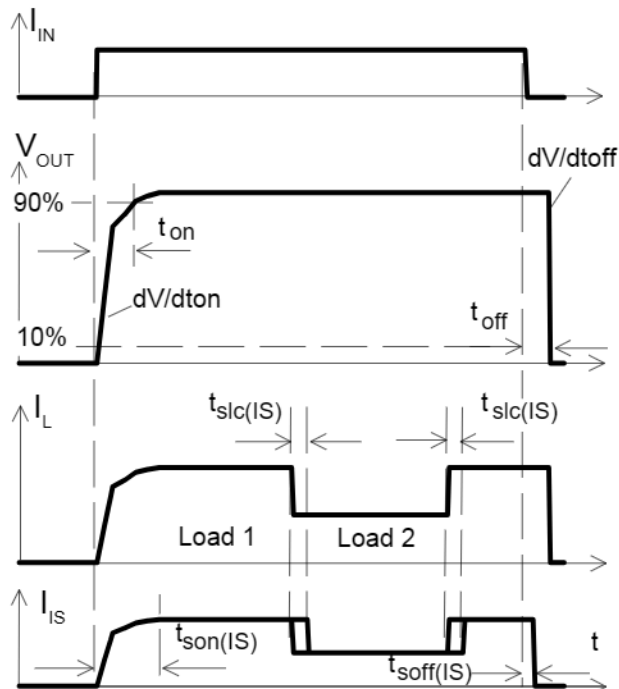 I_IN
V_OUT
dV/dtoff
90%
t_on
dV/dton
10%
t_off
I_L
t_slc(IS)
t_slc(IS)
Load 1
Load 2
I_IS
t_son(IS)
t_soff(IS)
t